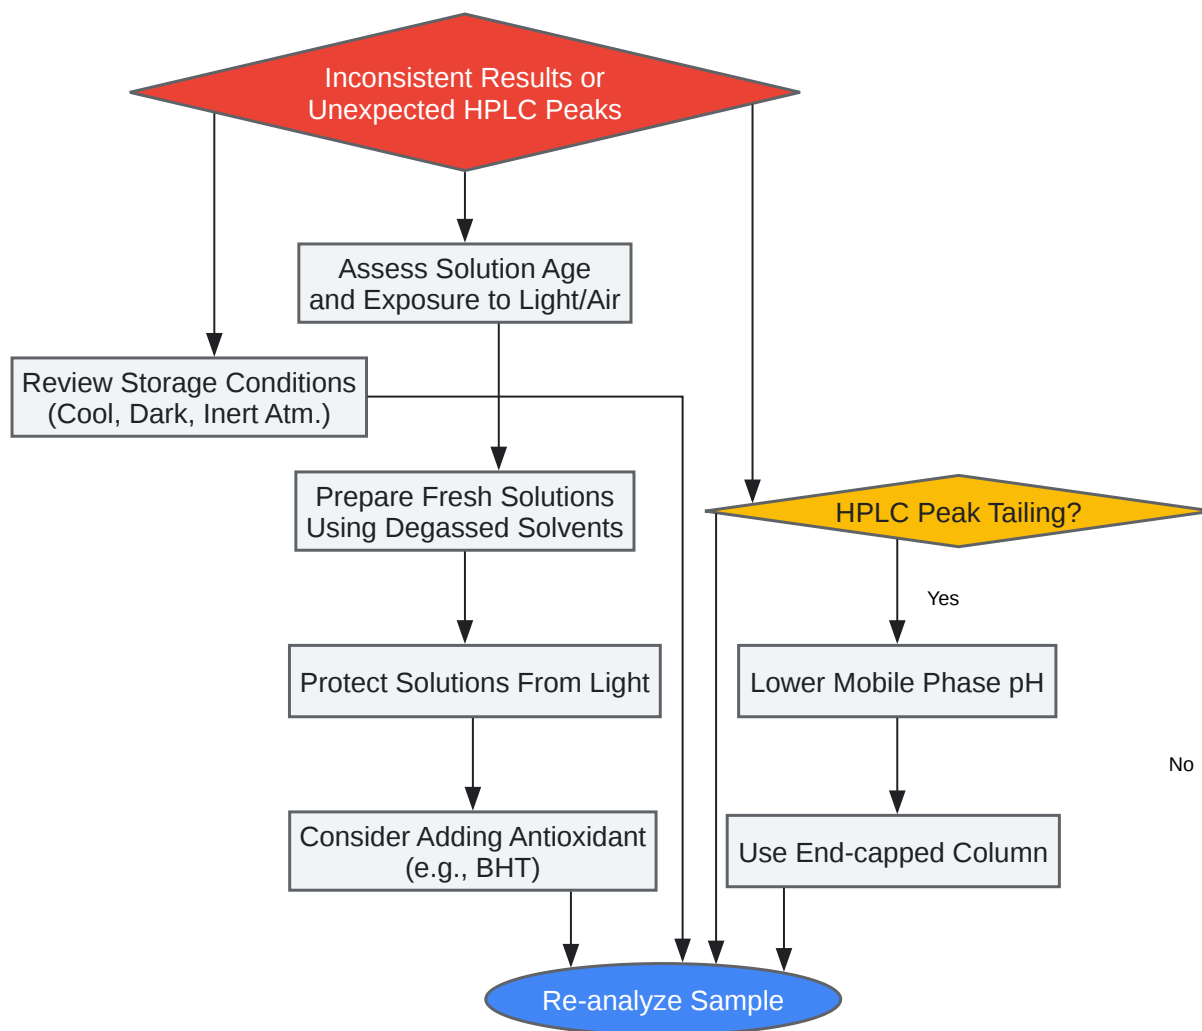 Inconsistent Results or
Unexpected HPLC Peaks
Assess Solution Age
and Exposure to Light/Air
Review Storage Conditions
(Cool, Dark, Inert Atm.)
Prepare Fresh Solutions
Using Degassed Solvents
HPLC Peak Tailing?
Yes
Protect Solutions From Light
Lower Mobile Phase pH
No
Consider Adding Antioxidant
(e.g., BHT)
Use End-capped Column
Re-analyze Sample